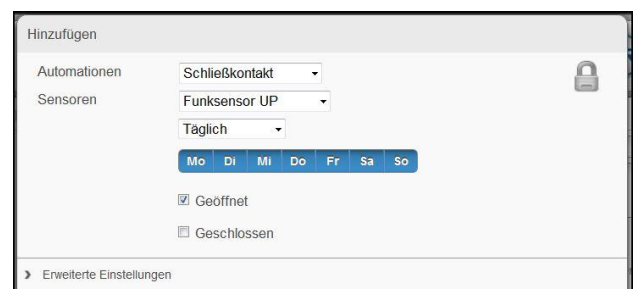 Hinzufügen
Automationen Schließkontakt
Sensoren Funksensor UP
Täglich
Mo Di Mi Do Fr Sa So
Geöffnet
Geschlossen
Erweiterte Einstellungen